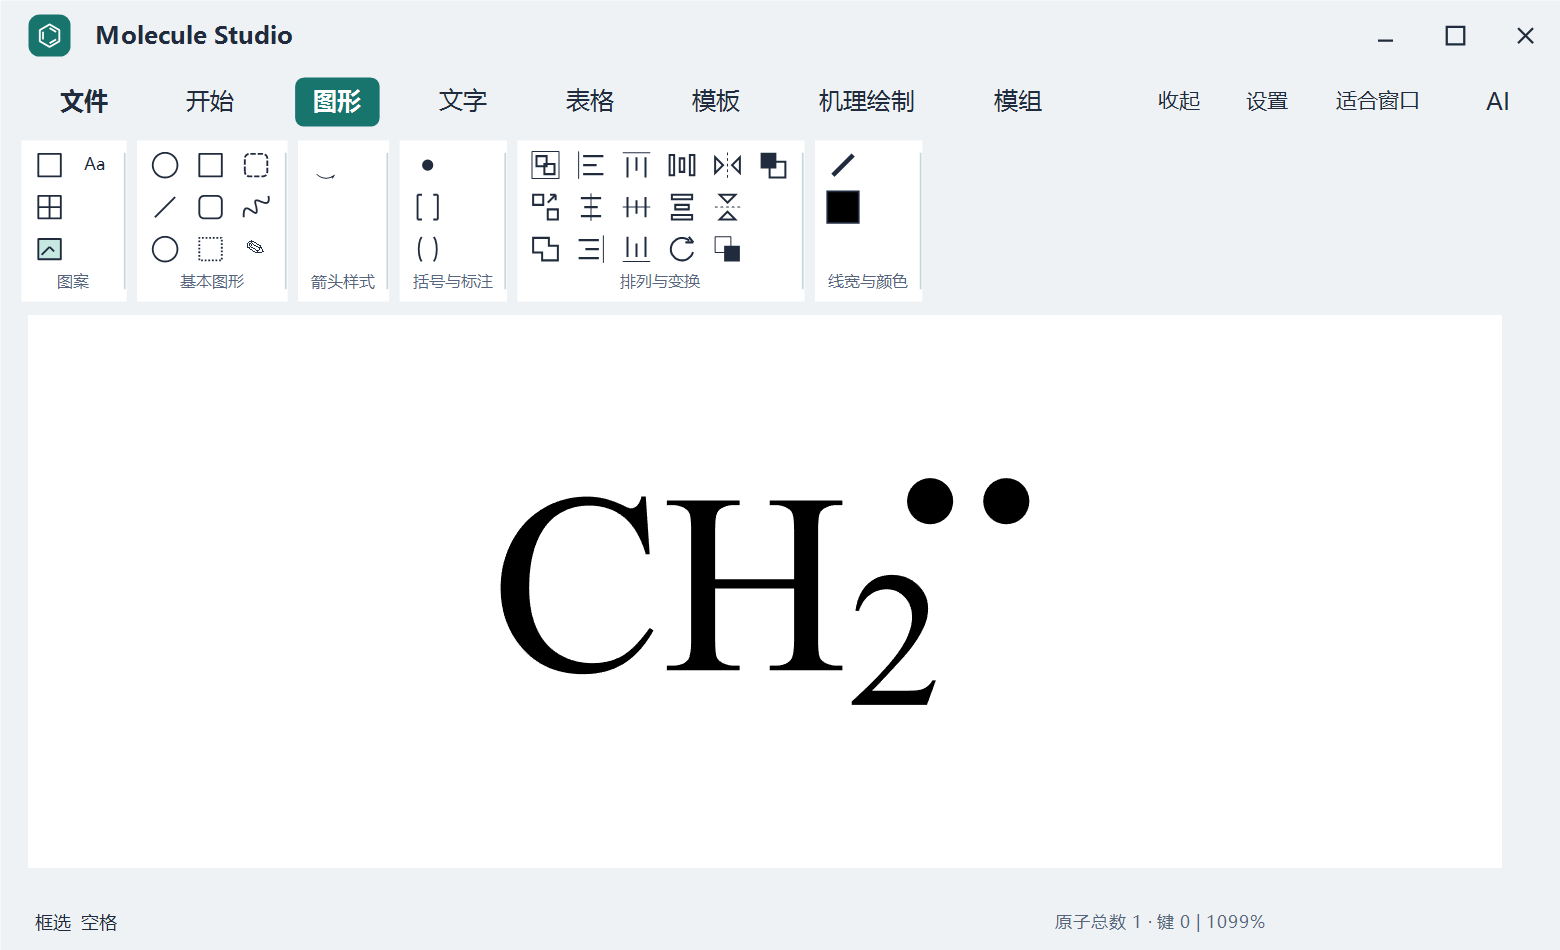 Molecule Studio
文件 开始 图形 文字 表格 模板 机理绘制 模组 收起 设置 适合窗口 AI
Aa
图案 基本图形 箭头样式 括号与标注 排列与变换 线宽与颜色
CH₂
框选 空格 原子总数 1 · 键 0 | 1099%